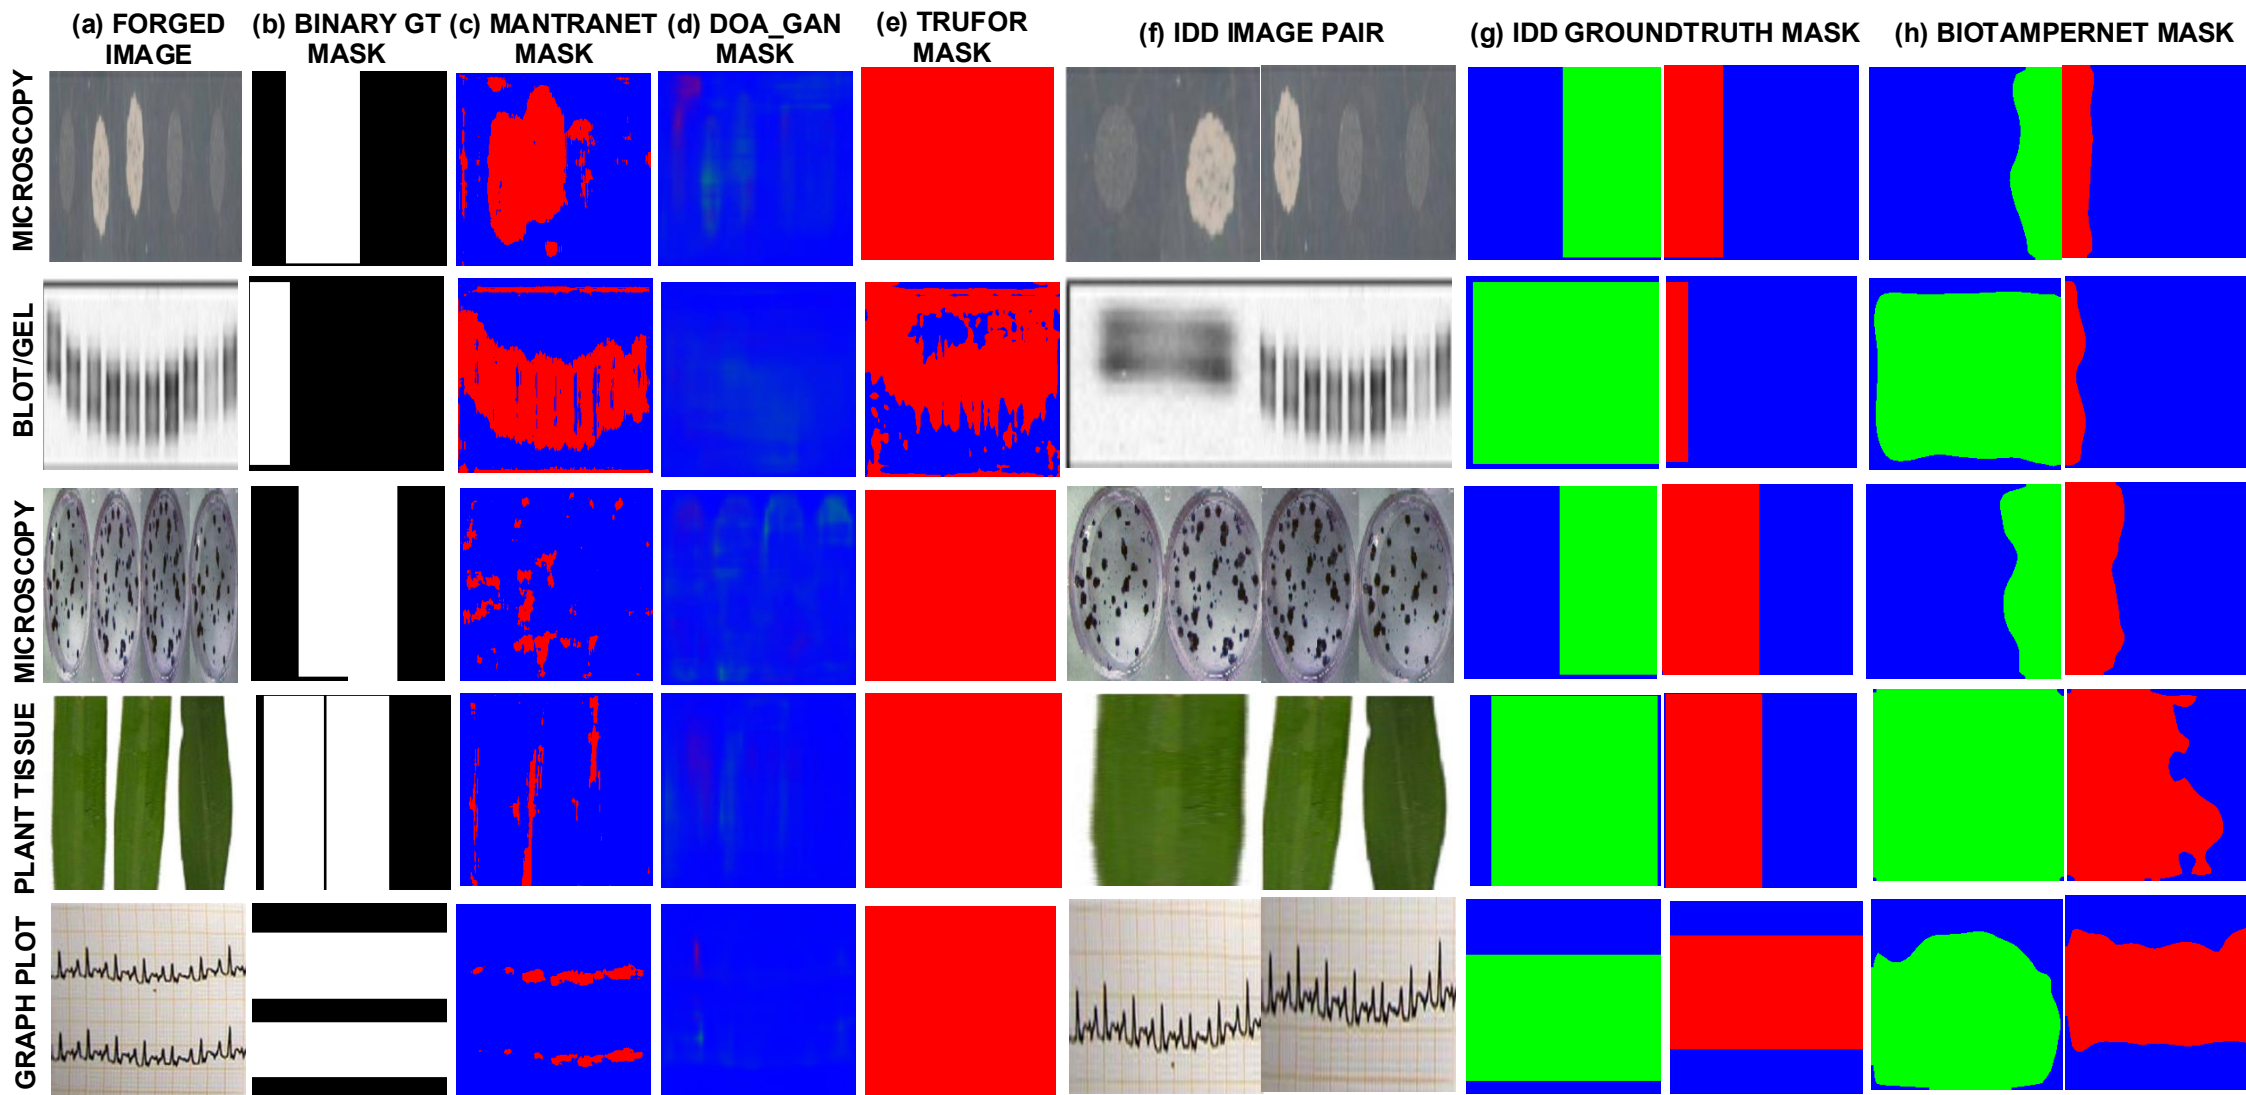 (a) FORGED IMAGE
(b) BINARY GT MASK
(c) MANTRANET MASK
(d) DOA_GAN MASK
(e) TRUFOR MASK
(f) IDD IMAGE PAIR
(g) IDD GROUNDTRUTH MASK
(h) BIOTAMPERNET MASK
MICROSCOPY
BLOT/GEL
MICROSCOPY
PLANT TISSUE
GRAPH PLOT